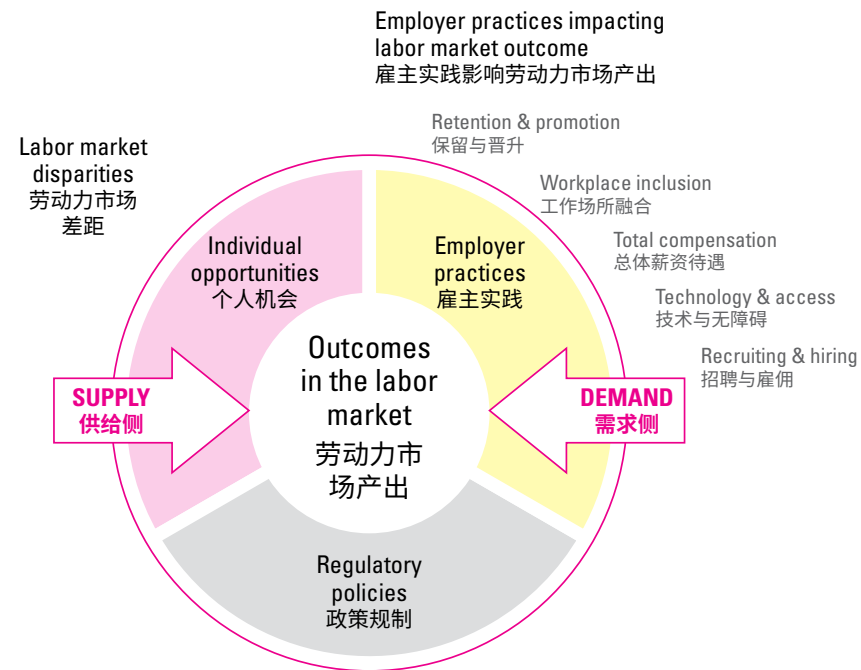 Employer practices impacting
labor market outcome
雇主实践影响劳动力市场产出
Retention & promotion
保留与晋升
Labor market
disparities
劳动力市场
差距
Workplace inclusion
工作场所融合
Individual
opportunities
个人机会
Employer
practices
雇主实践
Total compensation
总体薪资待遇
Technology & access
技术与无障碍
Recruiting & hiring
招聘与雇佣
SUPPLY
供给侧
Outcomes
in the labor
market
劳动力市
场产出
DEMAND
需求侧
Regulatory
policies
政策规制